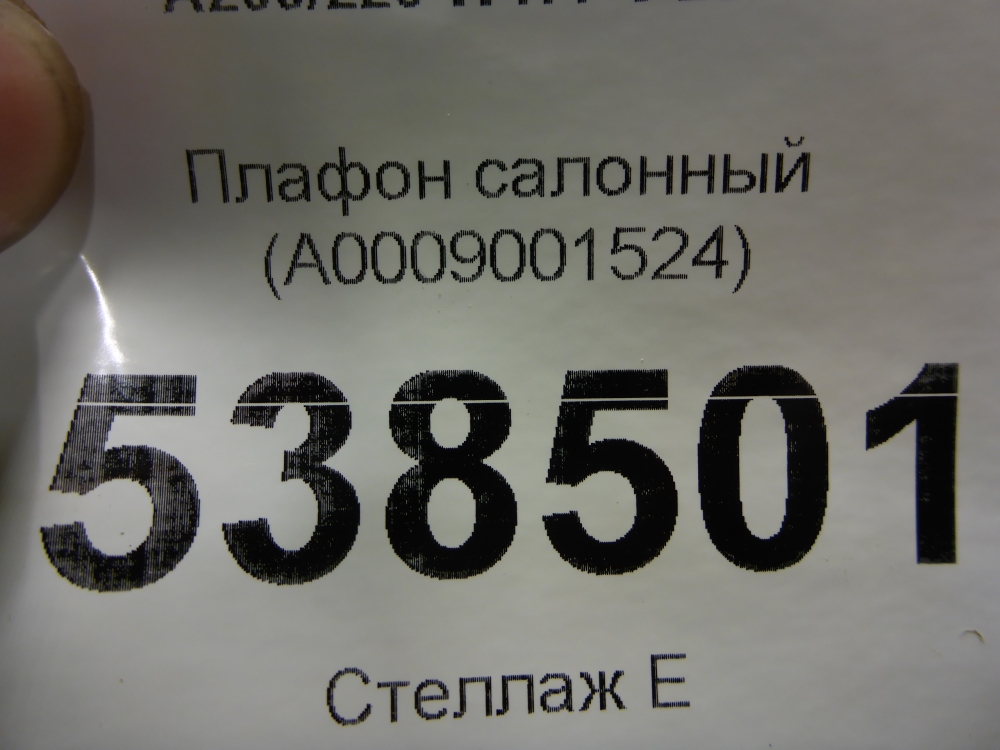 Плафон салонный
(A0009001524)
538501
Стеллаж Е